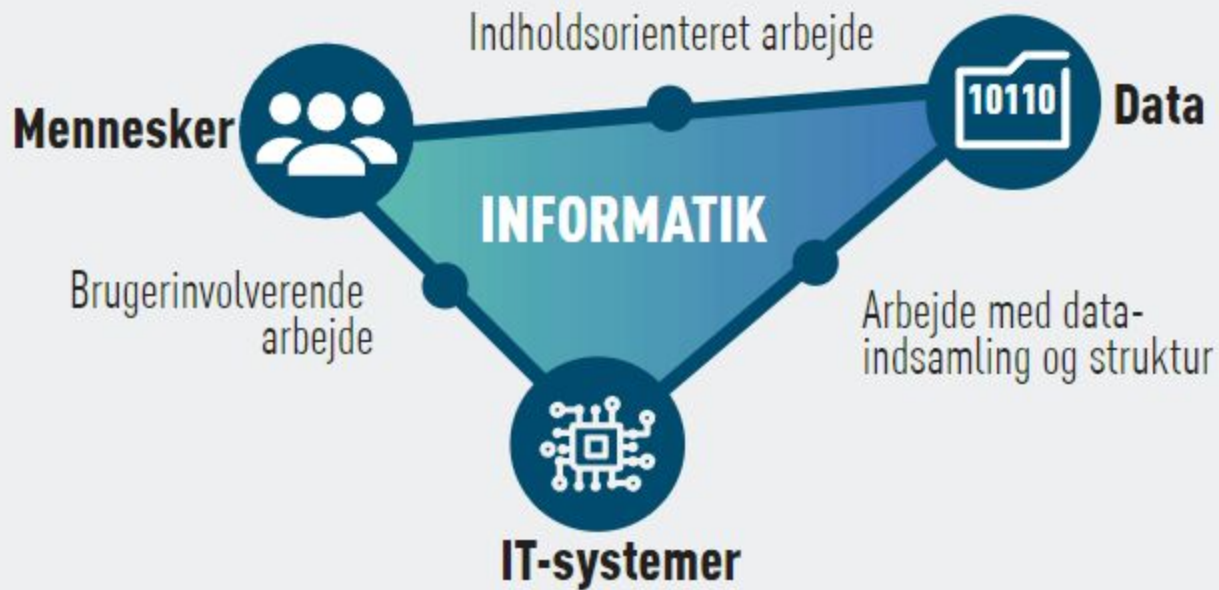 Indholdsorienteret arbejde
Mennesker
10110
Data
INFORMATIK
Brugerinvolverende
arbejde
Arbejde med data-
indsamling og struktur
IT-systemer